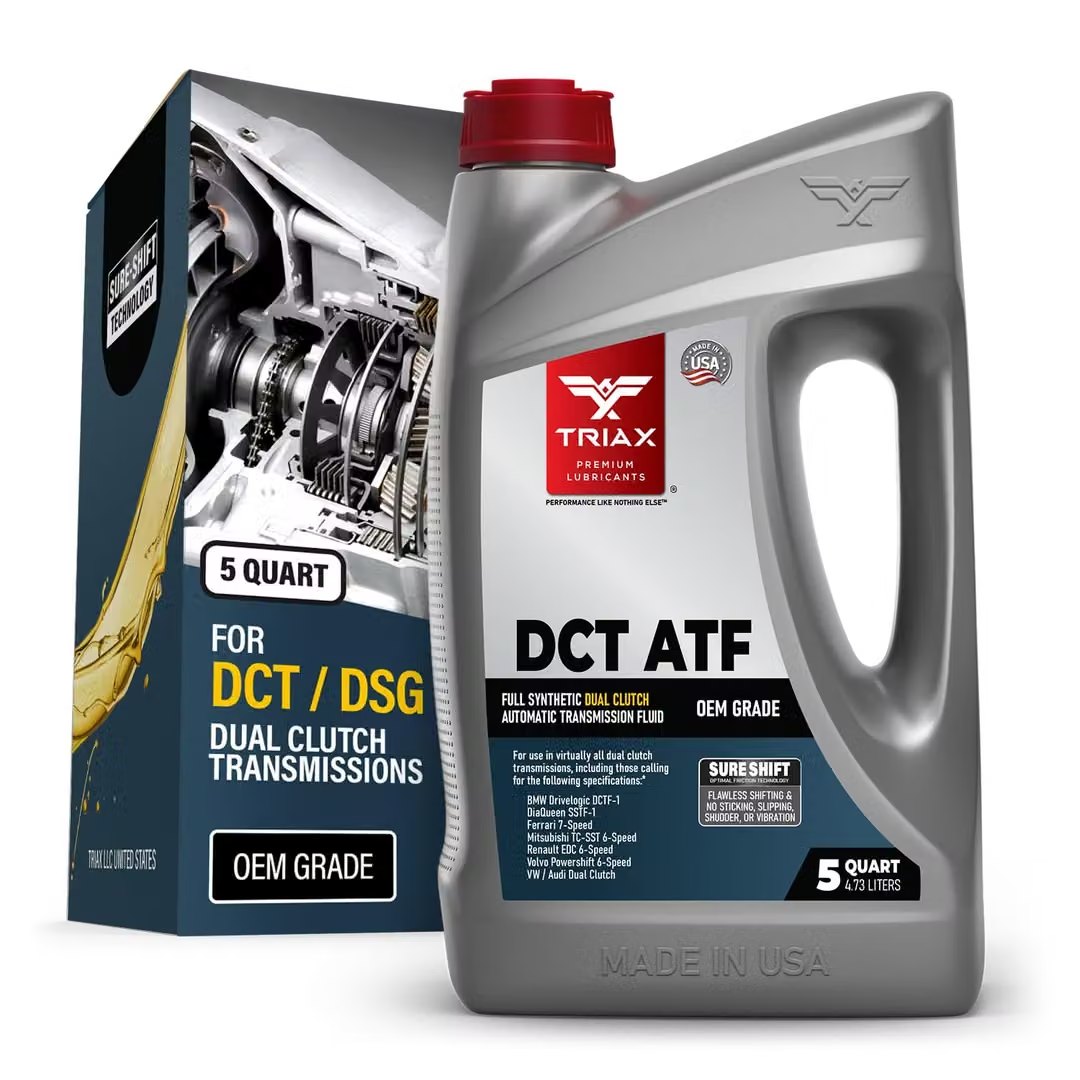 SURE-SHIFT
TECHNOLOGY
5 QUART
FOR
DCT / DSG
DUAL CLUTCH
TRANSMISSIONS
OEM GRADE
TRIAX LLC UNITED STATES
MADE IN
USA
TRIAX
PREMIUM
LUBRICANTS
®
PERFORMANCE LIKE NOTHING ELSE™
DCT ATF
FULL SYNTHETIC DUAL CLUTCH
AUTOMATIC TRANSMISSION FLUID
OEM GRADE
For use in virtually all dual clutch
transmissions, including those calling
for the following specifications:*
BMW Drivelogic DCTF-1
DiaQueen SSTF-1
Ferrari 7-Speed
Mitsubishi TC-SST 6-Speed
Renault EDC 6-Speed
Volvo Powershift 6-Speed
VW / Audi Dual Clutch
SURE SHIFT
OPTIMAL FRICTION TECHNOLOGY
FLAWLESS SHIFTING &
NO STICKING, SLIPPING,
SHUDDER, OR VIBRATION
5 QUART
4.73 LITERS
MADE IN USA